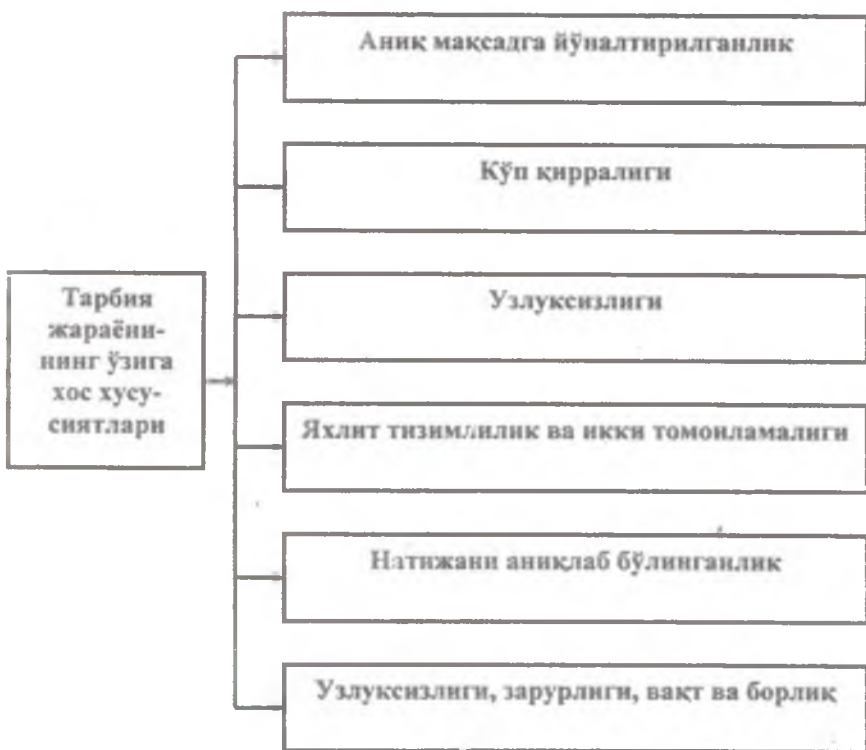 Тарбия
жараёни-
нинг ўзига
хос хусу-
сиятлари
Аниқ мақсадга йўналтирилганлик
Кўп қирралиги
Узлуксизлиги
Яхлит тизимлилик ва икки томонламалиги
Натижани аниқлаб бўлинганлик
Узлуксизлиги, зарурлиги, вақт ва борлиқ